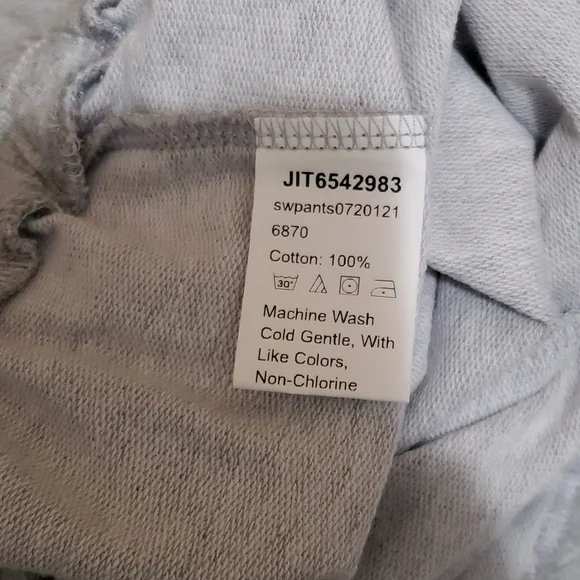 JIT6542983
swpants0720121
6870
Cotton: 100%
30°
Machine Wash
Cold Gentle, With
Like Colors,
Non-Chlorine